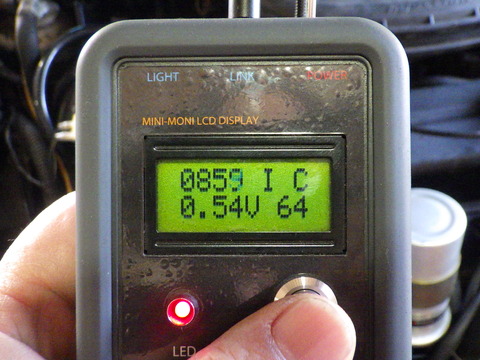 LIGHT LINK POWER
MINI-MONI LCD DISPLAY
0859 I C
0.54V 64
LED